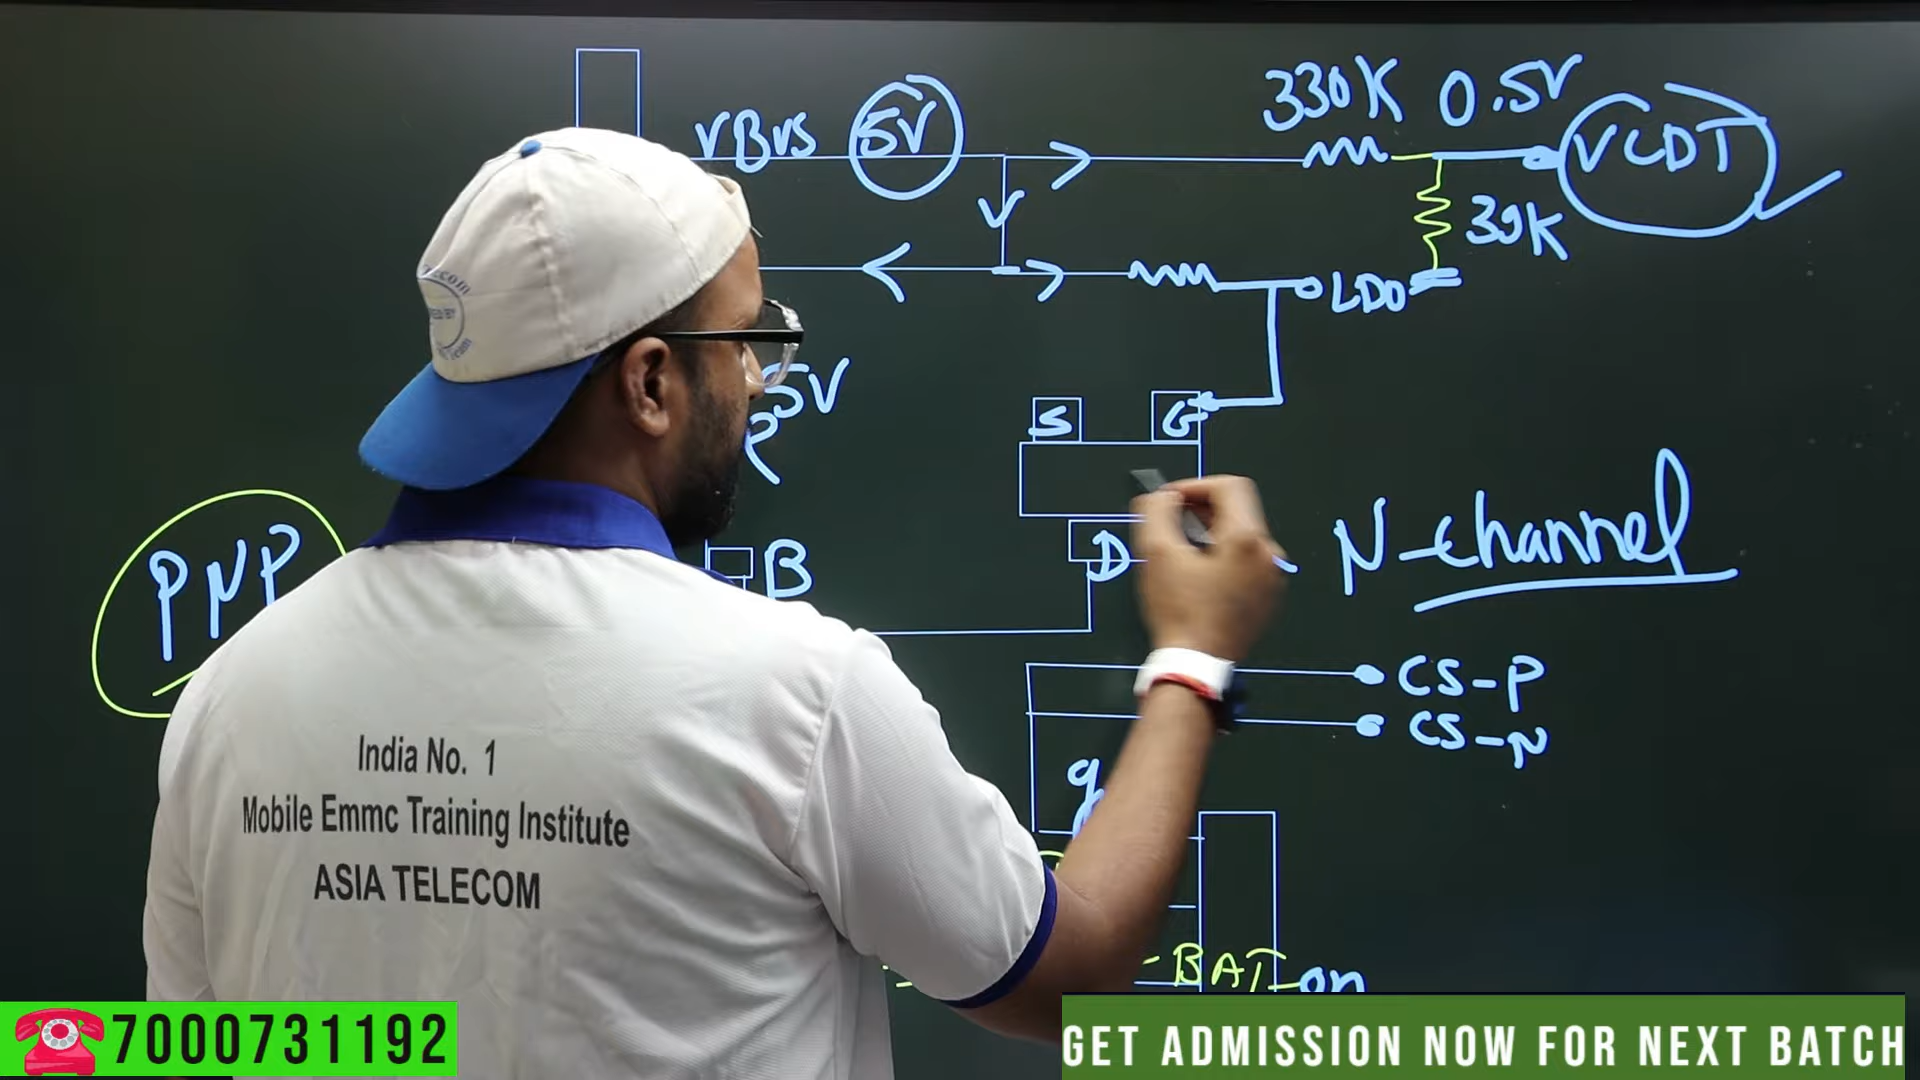 330K 0.5V
VBUS 5V
VCDT
39K
LDO
5V
S G
N-channel
PNP
B
D
CS-P
CS-N
India No. 1
Mobile Emmc Training Institute
ASIA TELECOM
BAT-on
7000731192
GET ADMISSION NOW FOR NEXT BATCH